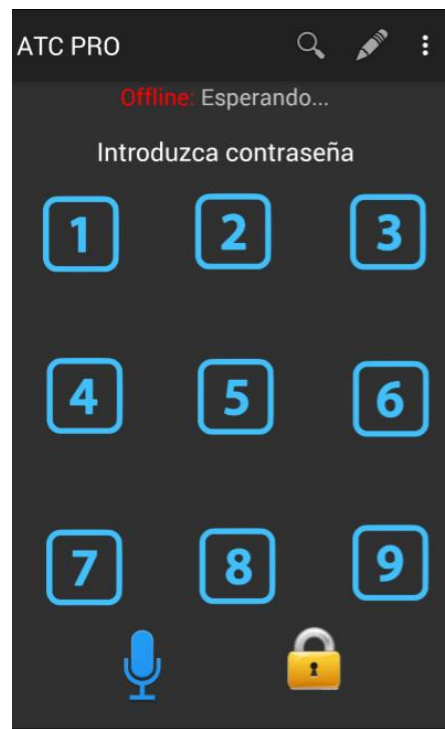 ATC PRO
Offline: Esperando...
Introduzca contraseña
1 2 3
4 5 6
7 8 9